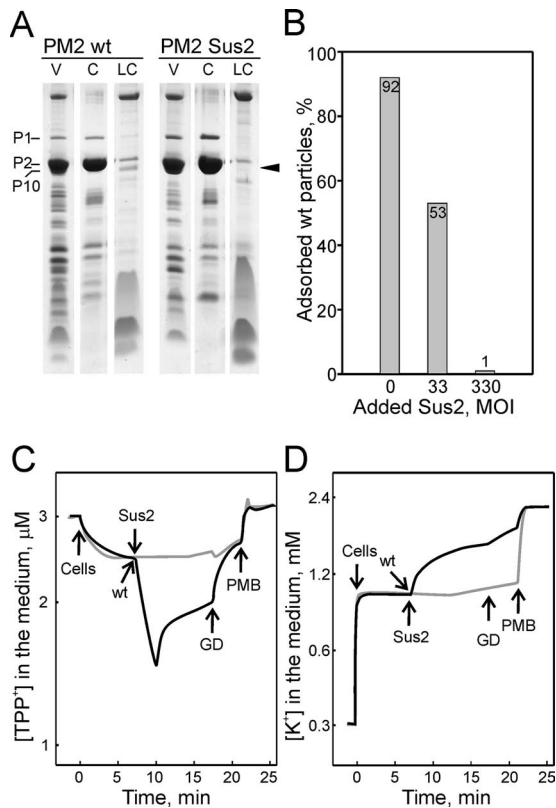 A
PM2 wt
PM2 Sus2
V C LC
V C LC
P1
P2
P10
B
Adsorbed wt particles, %
100
80
60
40
20
0
92
53
1
0 33 330
Added Sus2, MOI
C
[TPP+] in the medium, µM
3
2
1
Sus2
Cells
wt
GD
PMB
0 5 10 15 20 25
Time, min
D
[K+] in the medium, mM
2.4
1.2
0.6
0.3
Cells
wt
Sus2
GD
PMB
0 5 10 15 20 25
Time, min